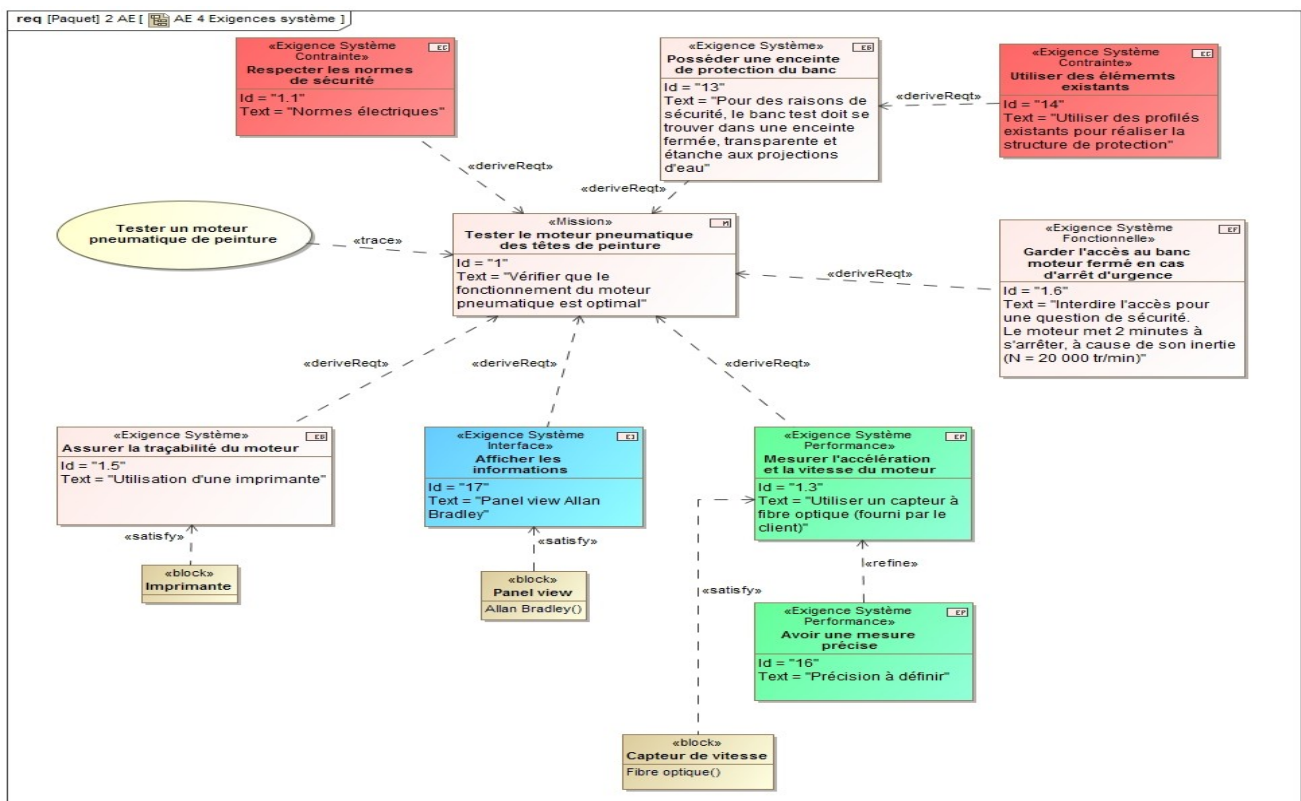 req [Paquet] 2 AE [ AE 4 Exigences système ]
«Exigence Système
Contrainte»
Respecter les normes
de sécurité
EC
Id = "1.1"
Text = "Normes électriques"
«Exigence Système»
Posséder une enceinte
de protection du banc
Id = "13"
Text = "Pour des raisons de
sécurité, le banc test doit se
trouver dans une enceinte
fermée, transparente et
étanche aux projections
d'eau"
«Exigence Système
Contrainte»
Utiliser des élémemts
existants
EC
Id = "14"
Text = "Utiliser des profilés
existants pour réaliser la
structure de protection"
«deriveReqt»
«deriveReqt»
«deriveReqt»
Tester un moteur
pneumatique de peinture
«trace»
«Mission»
Tester le moteur pneumatique
des têtes de peinture
M
Id = "1"
Text = "Vérifier que le
fonctionnement du moteur
pneumatique est optimal"
«deriveReqt»
«Exigence Système
Fonctionnelle»
Garder l'accès au banc
moteur fermé en cas
d'arrêt d'urgence
EF
Id = "1.6"
Text = "Interdire l'accès pour
une question de sécurité.
Le moteur met 2 minutes à
s'arrêter, à cause de son inertie
(N = 20 000 tr/min)"
«deriveReqt»
«deriveReqt»
«deriveReqt»
«Exigence Système»
Assurer la traçabilité du moteur
Id = "1.5"
Text = "Utilisation d'une imprimante"
«satisfy»
«block»
Imprimante
«Exigence Système
Interface»
Afficher les
informations
Id = "17"
Text = "Panel view Allan
Bradley"
«satisfy»
«block»
Panel view
Allan Bradley()
«Exigence Système
Performance»
Mesurer l'accélération
et la vitesse du moteur
EP
Id = "1.3"
Text = "Utiliser un capteur à
fibre optique (fourni par le
client)"
«refine»
«satisfy»
«Exigence Système
Performance»
Avoir une mesure
précise
EP
Id = "16"
Text = "Précision à définir"
«block»
Capteur de vitesse
Fibre optique()